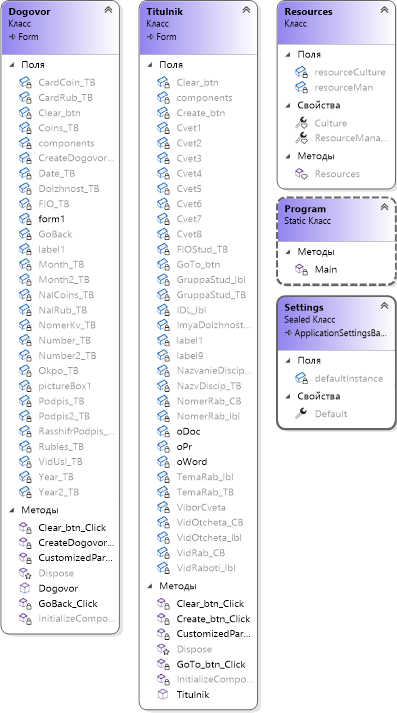 Dogovor
Класс
Form
Поля
CardCoin_TB
CardRub_TB
Clear_btn
Coins_TB
components
CreateDogovor...
Date_TB
Dolzhnost_TB
FIO_TB
form1
GoBack
label1
Month_TB
Month2_TB
NalCoins_TB
NalRub_TB
NomerKv_TB
Number_TB
Number2_TB
Okpo_TB
pictureBox1
Podpis_TB
Podpis2_TB
RasshifrPodpis_...
Rubles_TB
VidUsl_TB
Year_TB
Year2_TB
Методы
Clear_btn_Click
CreateDogovor...
CustomizedPar...
Dispose
Dogovor
GoBack_Click
InitializeCompo...
Titulnik
Класс
Form
Поля
Clear_btn
components
Create_btn
Cvet1
Cvet2
Cvet3
Cvet4
Cvet5
Cvet6
Cvet7
Cvet8
FIOStud_TB
GoTo_btn
GruppaStud_lbl
GruppaStud_TB
IDL_lbl
ImyaDolzhnost...
label1
label9
NazvanieDiscip...
NazvDiscip_TB
NomerRab_CB
NomerRab_lbl
oDoc
oPr
oWord
TemaRab_lbl
TemaRab_TB
ViborCveta
VidOtcheta_CB
VidOtcheta_lbl
VidRab_CB
VidRaboti_lbl
Методы
Clear_btn_Click
Create_btn_Click
CustomizedPar...
Dispose
GoTo_btn_Click
InitializeCompo...
Titulnik
Resources
Класс
Поля
resourceCulture
resourceMan
Свойства
Culture
ResourceMana...
Методы
Resources
Program
Static Класс
Методы
Main
Settings
Sealed Класс
ApplicationSettingsBa...
Поля
defaultInstance
Свойства
Default